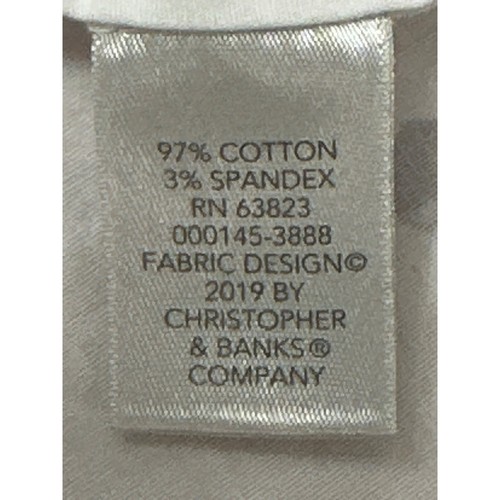 97% COTTON
3% SPANDEX
RN 63823
000145-3888
FABRIC DESIGN©
2019 BY
CHRISTOPHER
& BANKS®
COMPANY